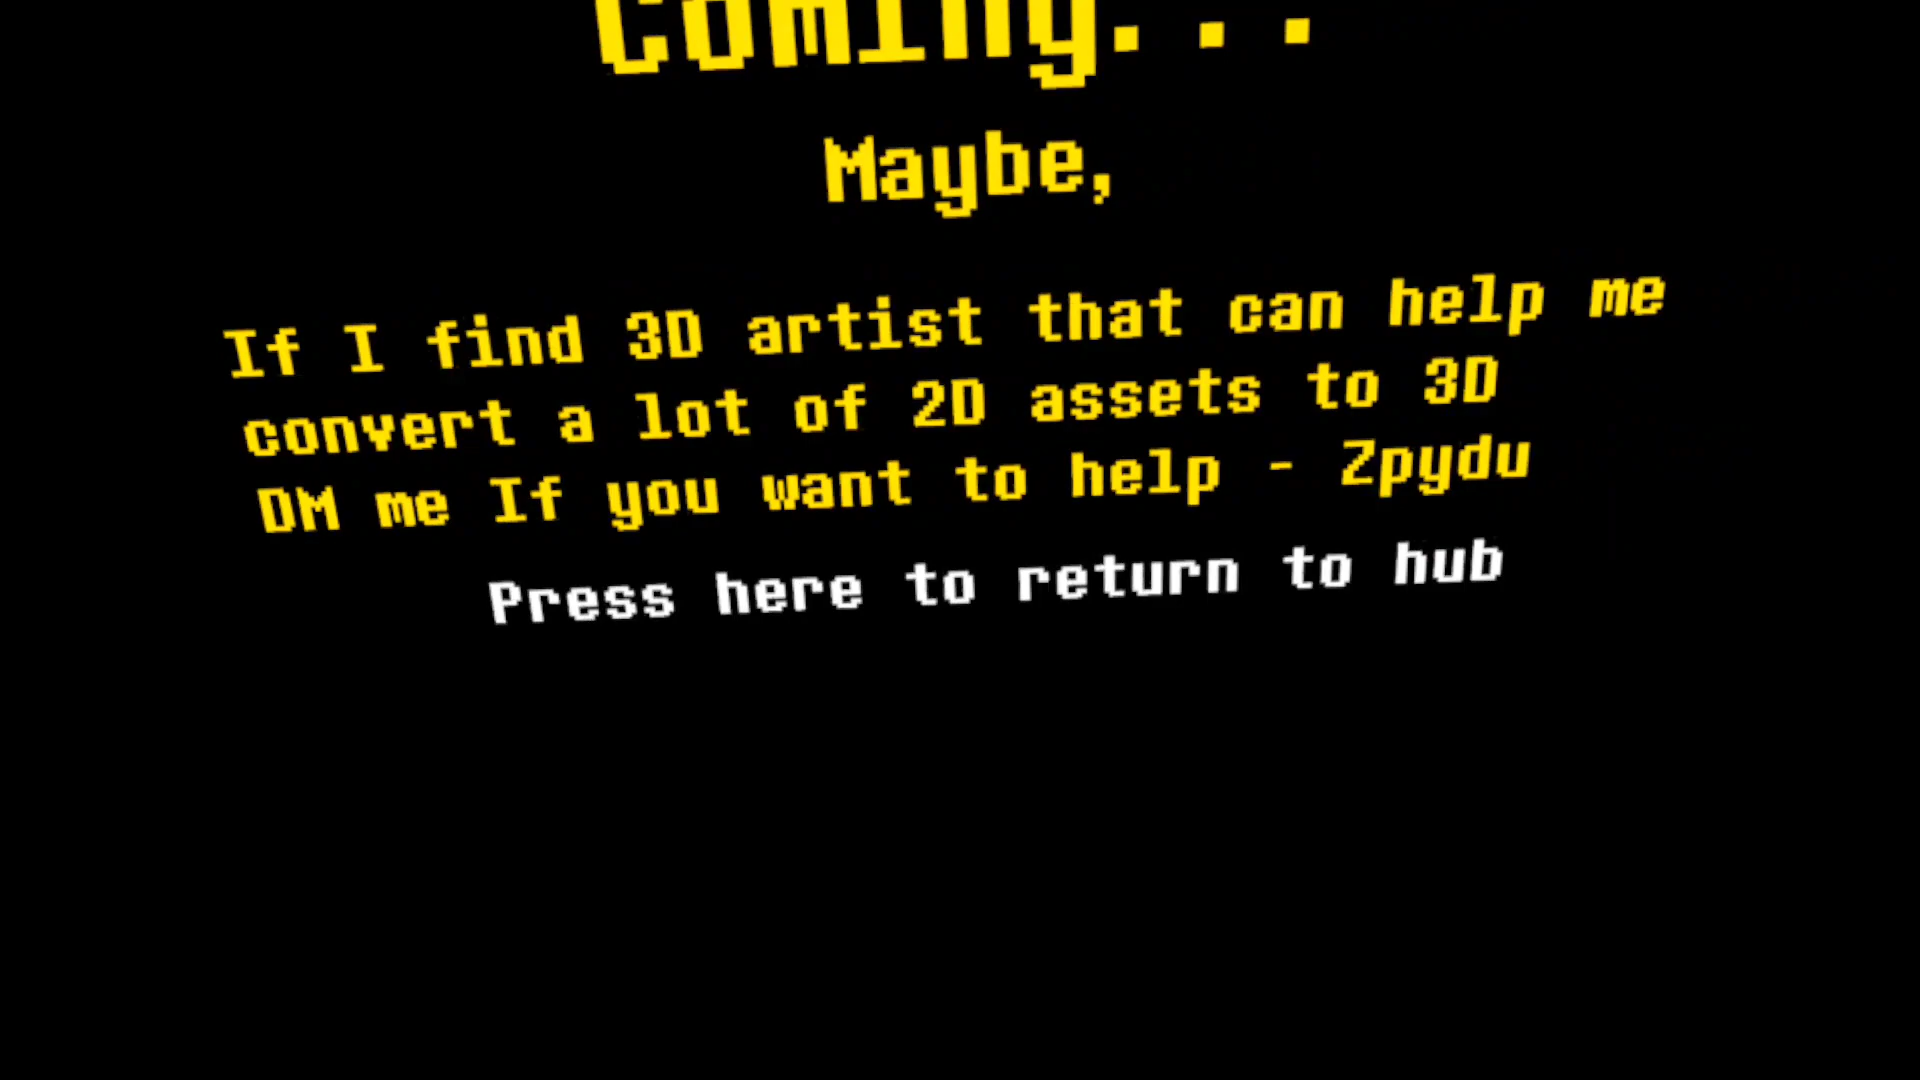 Coming...
Maybe,
If I find 3D artist that can help me
convert a lot of 2D assets to 3D
DM me If you want to help - Zpydu
Press here to return to hub